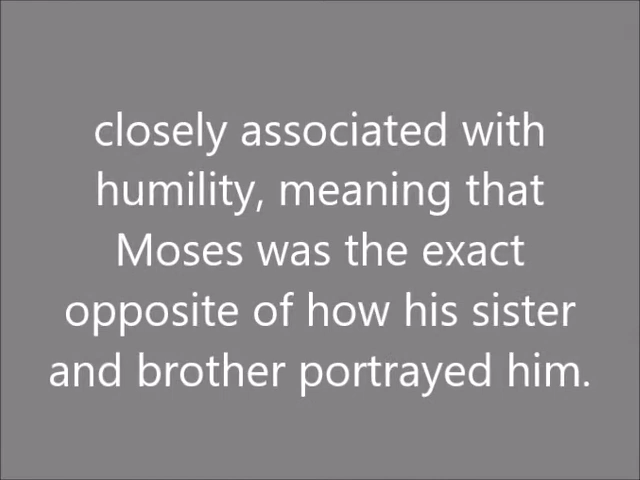 closely associated with
humility, meaning that
Moses was the exact
opposite of how his sister
and brother portrayed him.